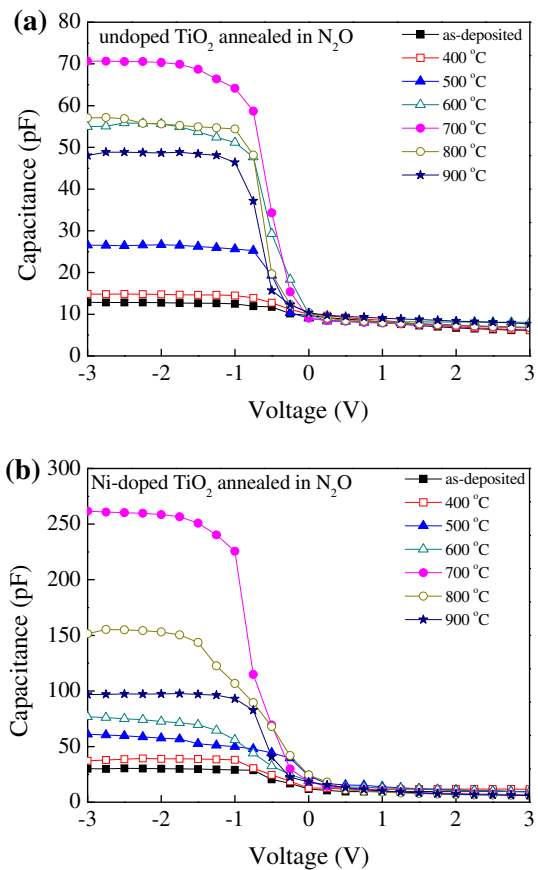 (a)
undoped TiO₂ annealed in N₂O
as-deposited
400 °C
500 °C
600 °C
700 °C
800 °C
900 °C
Capacitance (pF)
80
70
60
50
40
30
20
10
0
-3 -2 -1 0 1 2 3
Voltage (V)
(b)
Ni-doped TiO₂ annealed in N₂O
as-deposited
400 °C
500 °C
600 °C
700 °C
800 °C
900 °C
Capacitance (pF)
300
250
200
150
100
50
0
-3 -2 -1 0 1 2 3
Voltage (V)